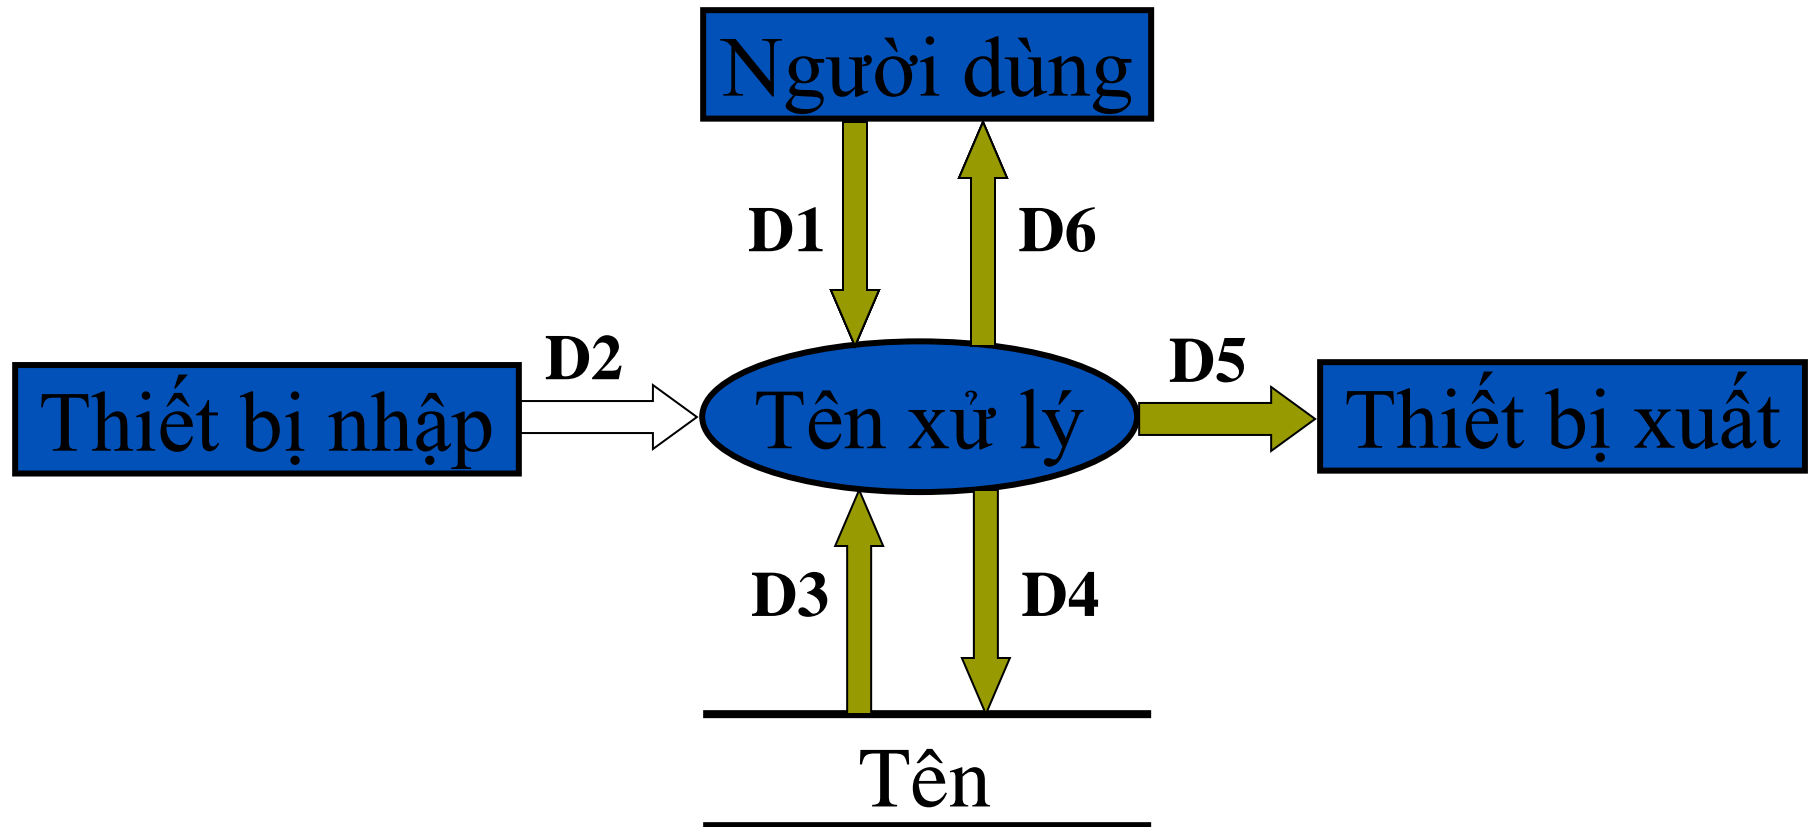 Người dùng
D1
D6
D2
D5
Thiết bị nhập
Tên xử lý
Thiết bị xuất
D3
D4
Tên